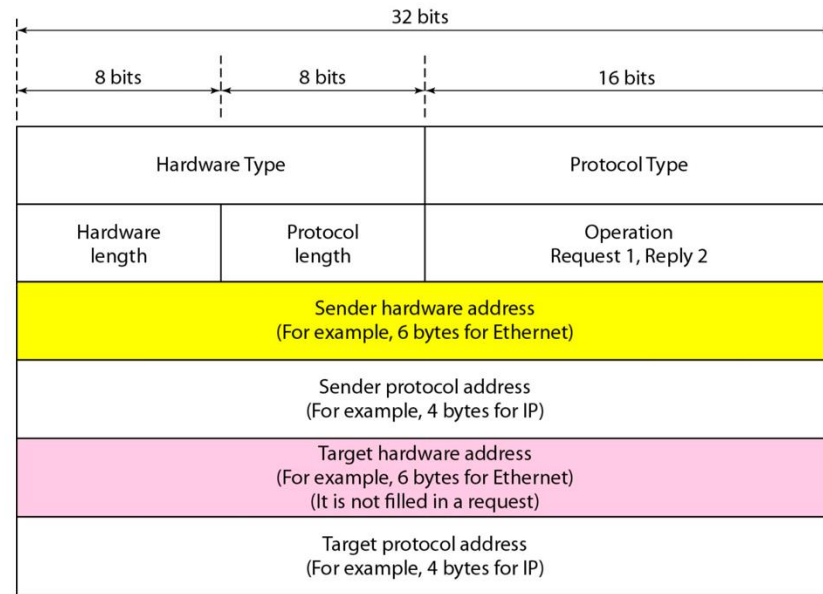 32 bits
8 bits 8 bits 16 bits
Hardware Type Protocol Type
Hardware length Protocol length Operation
Request 1, Reply 2
Sender hardware address
(For example, 6 bytes for Ethernet)
Sender protocol address
(For example, 4 bytes for IP)
Target hardware address
(For example, 6 bytes for Ethernet)
(It is not filled in a request)
Target protocol address
(For example, 4 bytes for IP)